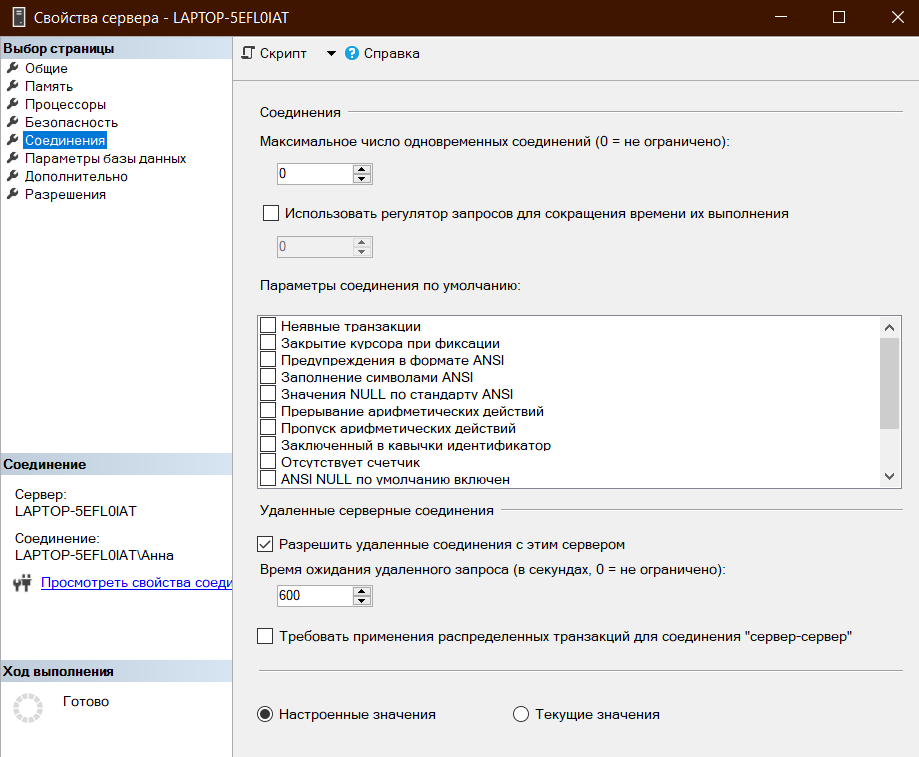 Свойства сервера - LAPTOP-5EFL0IAT
Выбор страницы
Общие
Память
Процессоры
Безопасность
Соединения
Параметры базы данных
Дополнительно
Разрешения
Соединение
Сервер:
LAPTOP-5EFL0IAT
Соединение:
LAPTOP-5EFL0IAT\Анна
Просмотреть свойства соеди
Ход выполнения
Готово
Скрипт
Справка
Соединения
Максимальное число одновременных соединений (0 = не ограничено):
0
Использовать регулятор запросов для сокращения времени их выполнения
0
Параметры соединения по умолчанию:
Неявные транзакции
Закрытие курсора при фиксации
Предупреждения в формате ANSI
Заполнение символами ANSI
Значения NULL по стандарту ANSI
Прерывание арифметических действий
Пропуск арифметических действий
Заключенный в кавычки идентификатор
Отсутствует счетчик
ANSI NULL по умолчанию включен
Удаленные серверные соединения
Разрешить удаленные соединения с этим сервером
Время ожидания удаленного запроса (в секундах, 0 = не ограничено):
600
Требовать применения распределенных транзакций для соединения "сервер-сервер"
Настроенные значения
Текущие значения